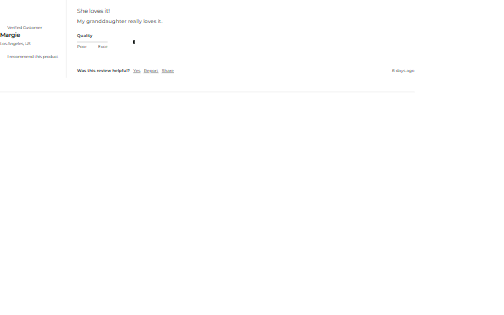 Verified Customer
Margie
Los Angeles, US
I recommend this product
She loves it!
My granddaughter really loves it.
Quality
Poor Poor
Was this review helpful? Yes Report Share
8 days ago